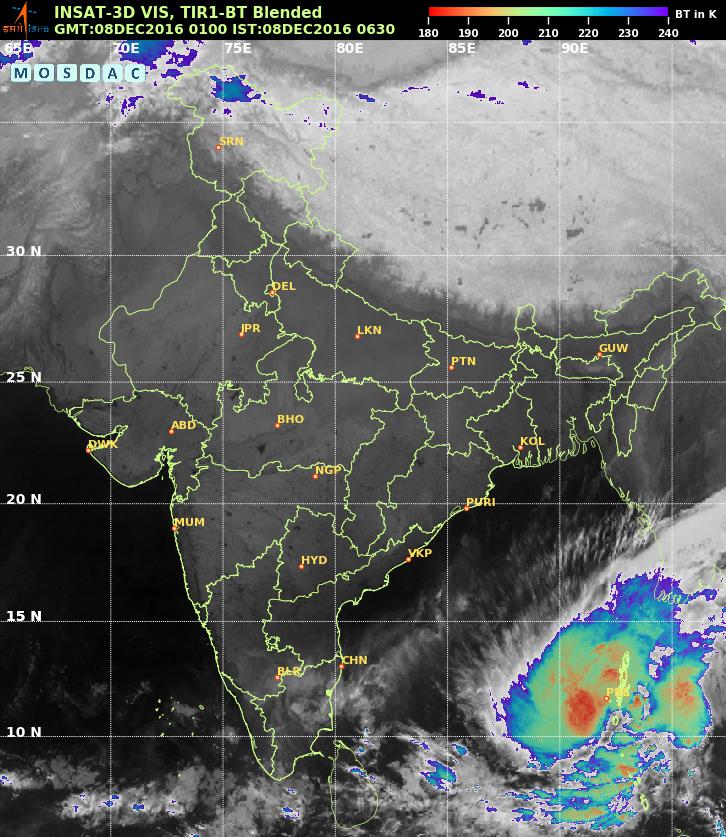 INSAT-3D VIS, TIR1-BT Blended
GMT:08DEC2016 0100 IST:08DEC2016 0630
BT in K
180 190 200 210 220 230 240
65E 70E 75E 80E 85E 90E
MOSDAC
SRN
30 N
DEL
JPR
LKN
GUW
PTN
25 N
ABD
BHO
DWK
KOL
NGP
20 N
PURI
MUM
VKP
HYD
15 N
CHN
BLR
10 N